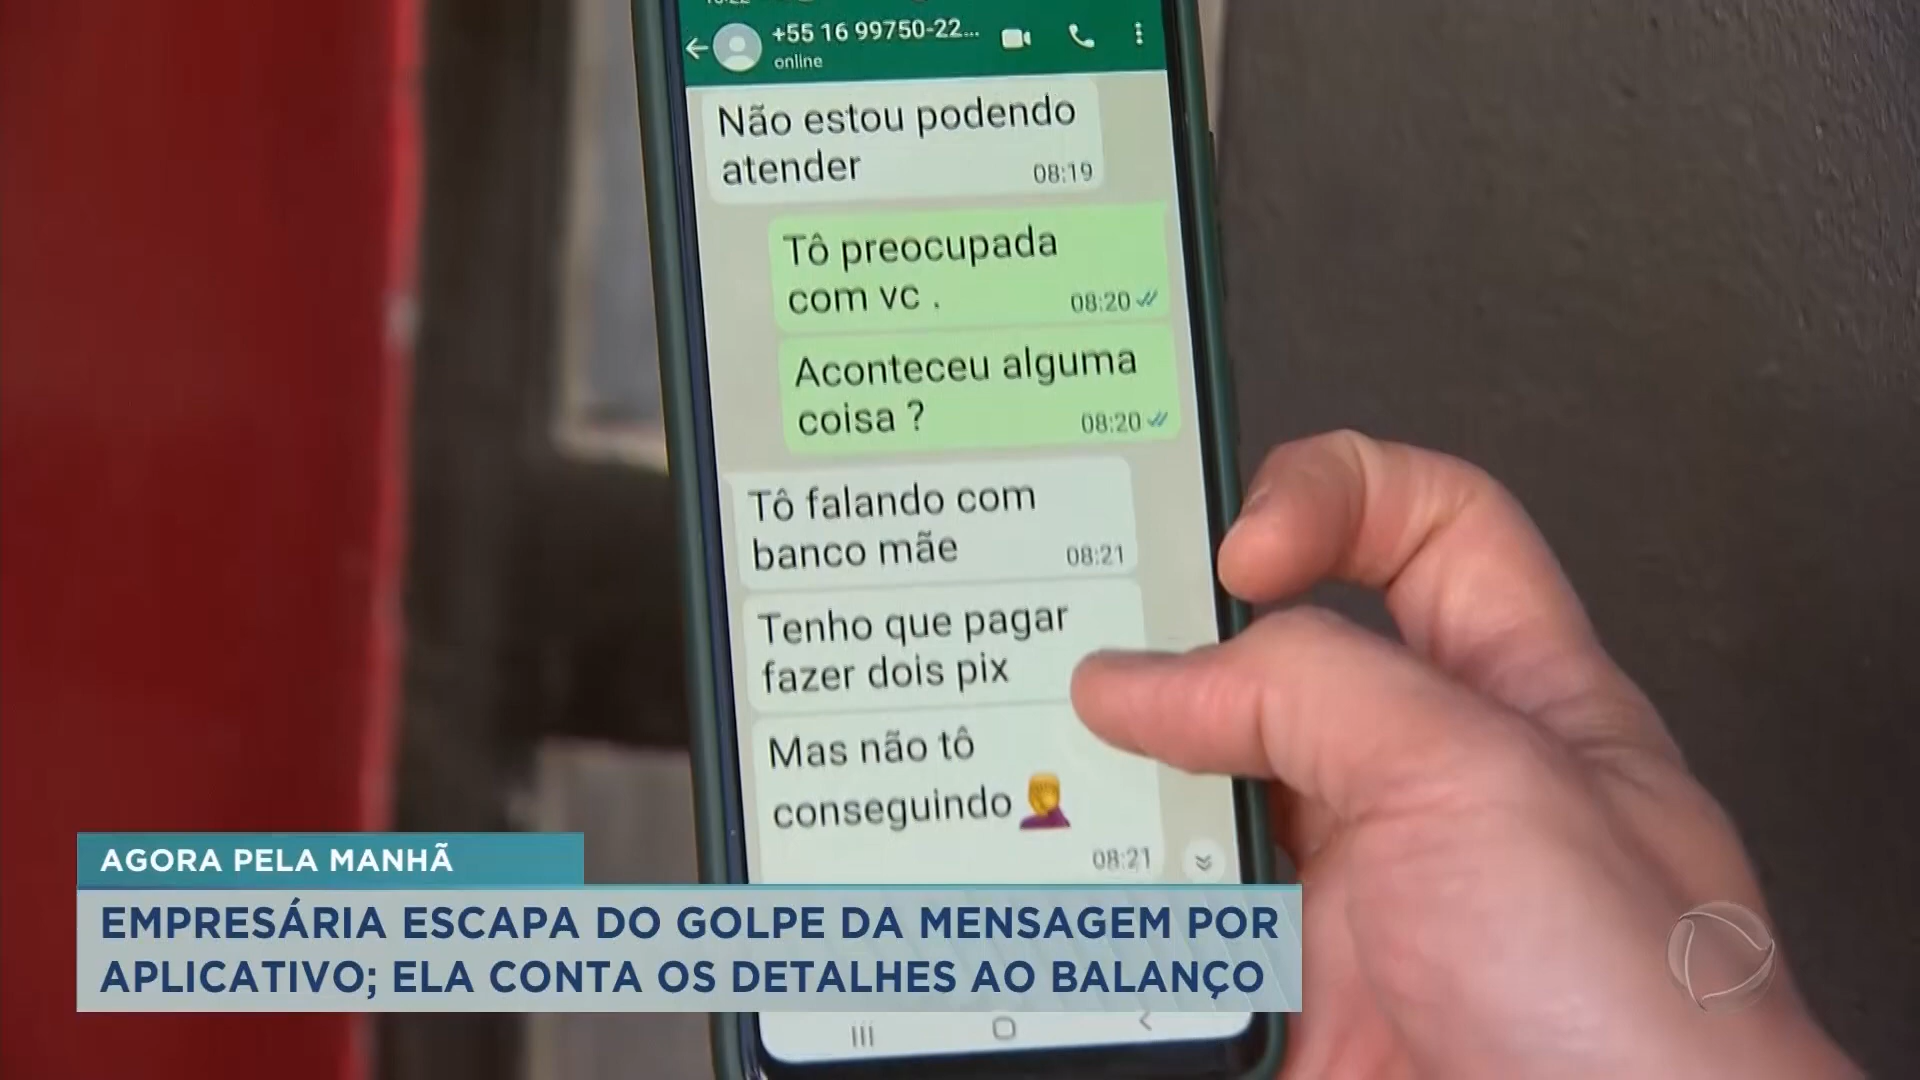 +55 16 99750-22...
online
Não estou podendo
atender
08:19
Tô preocupada
com vc .
08:20
Aconteceu alguma
coisa ?
08:20
Tô falando com
banco mãe
08:21
Tenho que pagar
fazer dois pix
Mas não tô
conseguindo 🤦
08:21
AGORA PELA MANHÃ
EMPRESÁRIA ESCAPA DO GOLPE DA MENSAGEM POR
APLICATIVO; ELA CONTA OS DETALHES AO BALANÇO